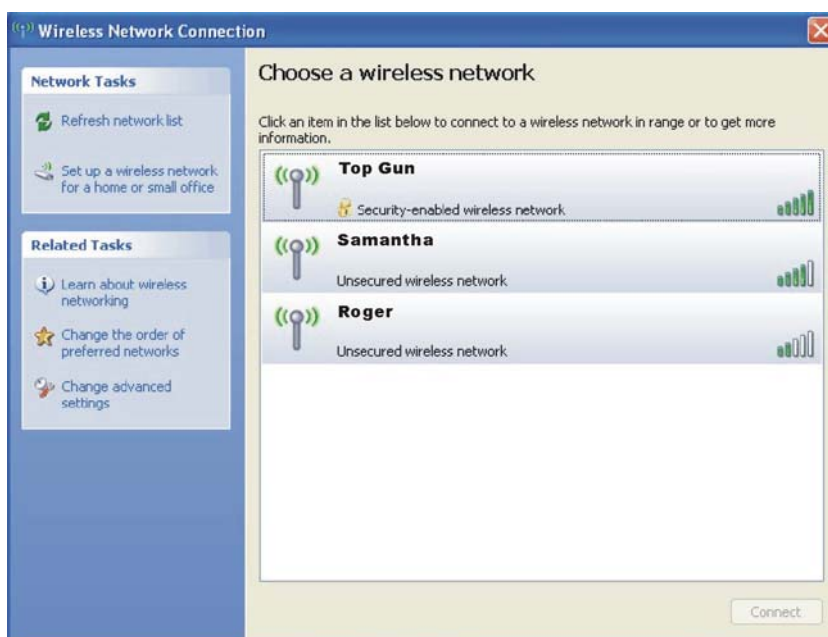 Wireless Network Connection
Network Tasks
Refresh network list
Set up a wireless network
for a home or small office
Related Tasks
Learn about wireless
networking
Change the order of
preferred networks
Change advanced
settings
Choose a wireless network
Click an item in the list below to connect to a wireless network in range or to get more
information.
Top Gun
Security-enabled wireless network
Samantha
Unsecured wireless network
Roger
Unsecured wireless network
Connect